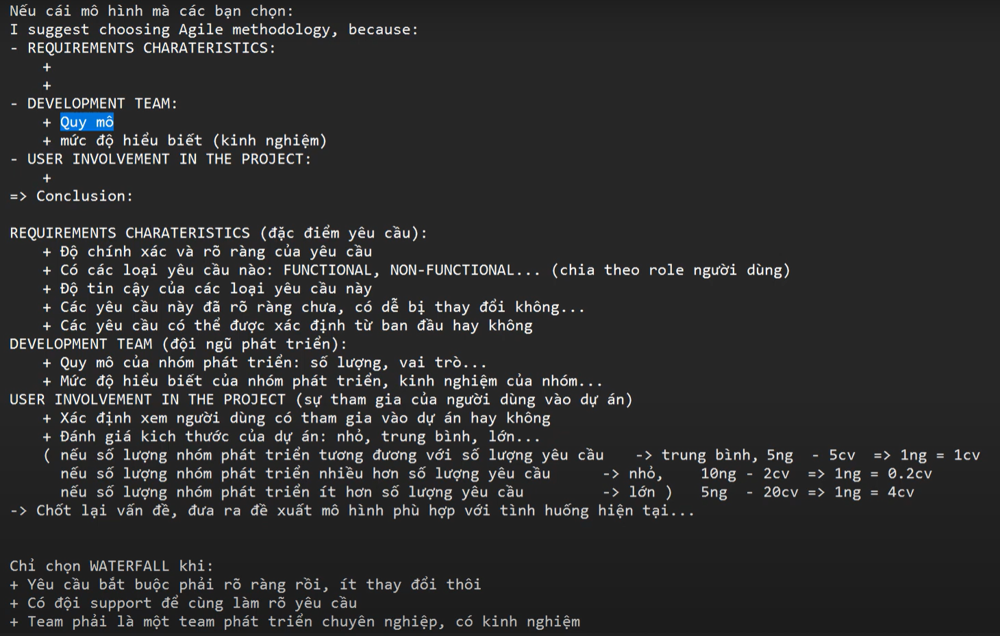 Nếu cái mô hình mà các bạn chọn:
I suggest choosing Agile methodology, because:
- REQUIREMENTS CHARATERISTICS:
+
+
- DEVELOPMENT TEAM:
+ Quy mô
+ mức độ hiểu biết (kinh nghiệm)
- USER INVOLVEMENT IN THE PROJECT:
+
=> Conclusion:
REQUIREMENTS CHARATERISTICS (đặc điểm yêu cầu):
+ Độ chính xác và rõ ràng của yêu cầu
+ Có các loại yêu cầu nào: FUNCTIONAL, NON-FUNCTIONAL... (chia theo role người dùng)
+ Độ tin cậy của các loại yêu cầu này
+ Các yêu cầu này đã rõ ràng chưa, có dễ bị thay đổi không...
+ Các yêu cầu có thể được xác định từ ban đầu hay không
DEVELOPMENT TEAM (đội ngũ phát triển):
+ Quy mô của nhóm phát triển: số lượng, vai trò...
+ Mức độ hiểu biết của nhóm phát triển, kinh nghiệm của nhóm...
USER INVOLVEMENT IN THE PROJECT (sự tham gia của người dùng vào dự án)
+ Xác định xem người dùng có tham gia vào dự án hay không
+ Đánh giá kich thước của dự án: nhỏ, trung bình, lớn...
( nếu số lượng nhóm phát triển tương đương với số lượng yêu cầu -> trung bình, 5ng - 5cv => 1ng = 1cv
nếu số lượng nhóm phát triển nhiều hơn số lượng yêu cầu -> nhỏ, 10ng - 2cv => 1ng = 0.2cv
nếu số lượng nhóm phát triển ít hơn số lượng yêu cầu -> lớn ) 5ng - 20cv => 1ng = 4cv
-> Chốt lại vấn đề, đưa ra đề xuất mô hình phù hợp với tình huống hiện tại...
Chỉ chọn WATERFALL khi:
+ Yêu cầu bắt buộc phải rõ ràng rồi, ít thay đổi thôi
+ Có đội support để cùng làm rõ yêu cầu
+ Team phải là một team phát triển chuyên nghiệp, có kinh nghiệm